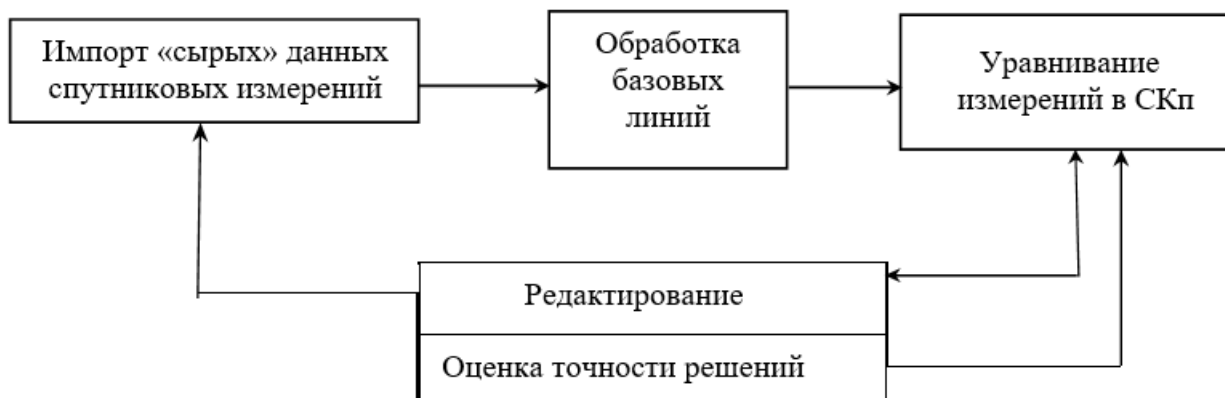 Импорт «сырых» данных
спутниковых измерений
Обработка
базовых
линий
Уравнивание
измерений в СКп
Редактирование
Оценка точности решений